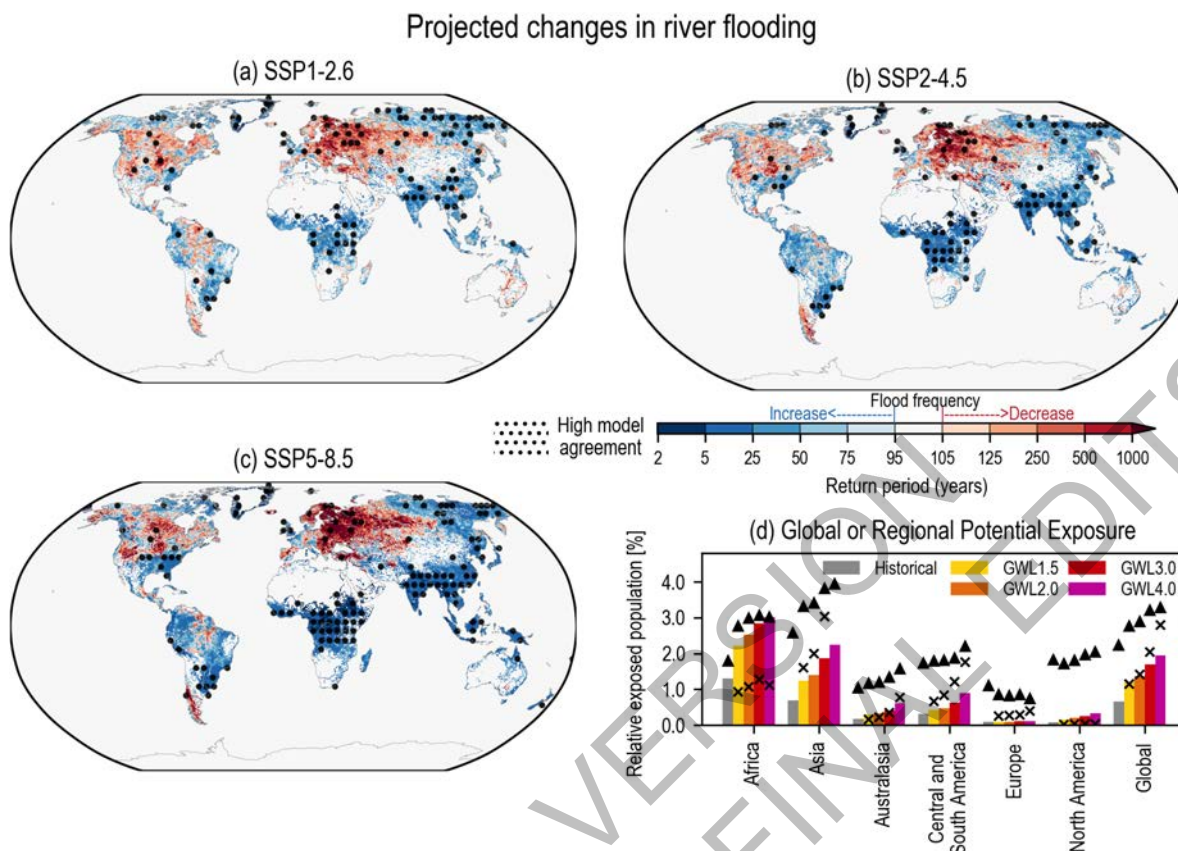 Projected changes in river flooding
(a) SSP1-2.6
(b) SSP2-4.5
Flood frequency
Increase<---------- ---------->Decrease
High model
agreement
2 5 25 50 75 95 105 125 250 500 1000
Return period (years)
(c) SSP5-8.5
(d) Global or Regional Potential Exposure
Relative exposed population [%]
Historical GWL1.5 GWL3.0
GWL2.0 GWL4.0
4.0
3.0
2.0
1.0
0.0
Africa
Asia
Australasia
Central and
South America
Europe
North America
Global
VERSION
FINAL EDITS